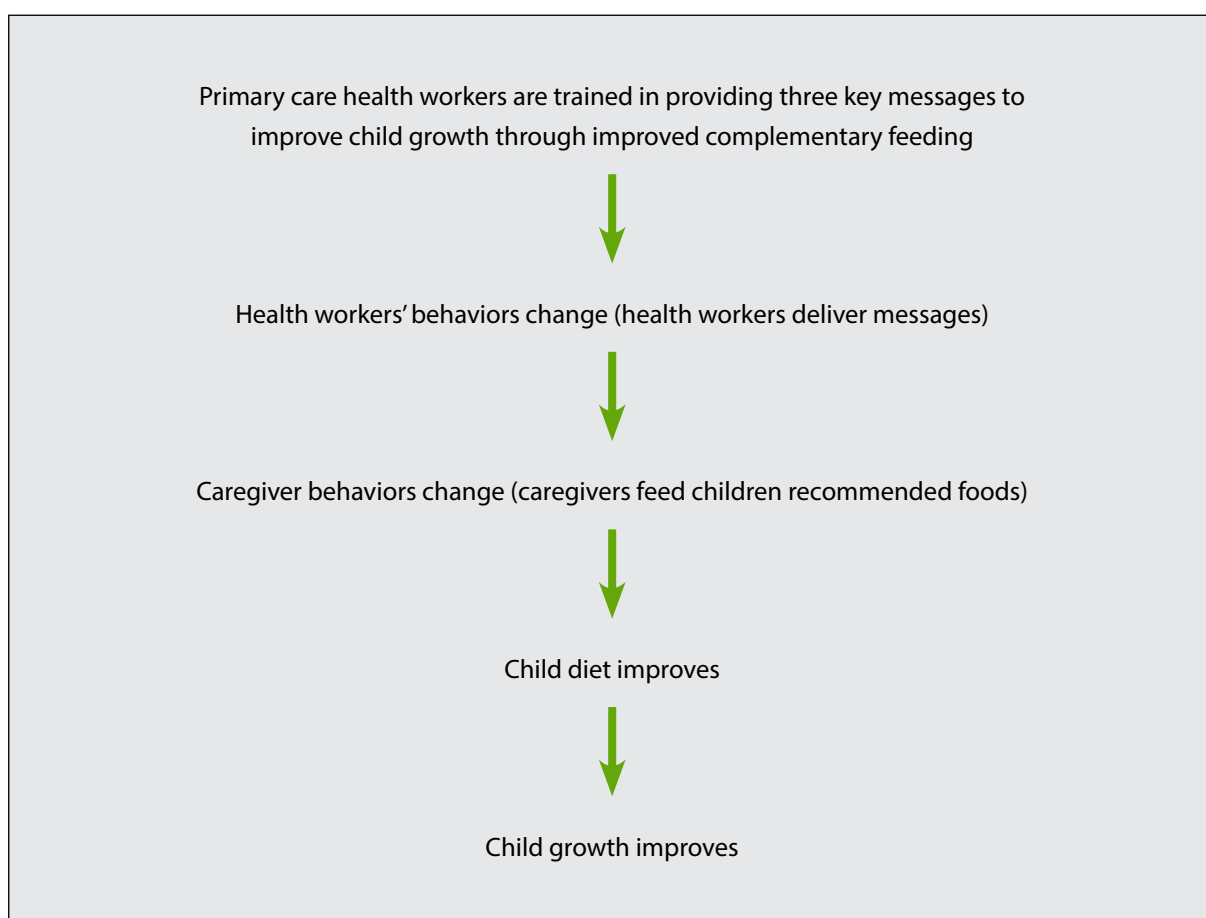 Primary care health workers are trained in providing three key messages to
improve child growth through improved complementary feeding
Health workers’ behaviors change (health workers deliver messages)
Caregiver behaviors change (caregivers feed children recommended foods)
Child diet improves
Child growth improves